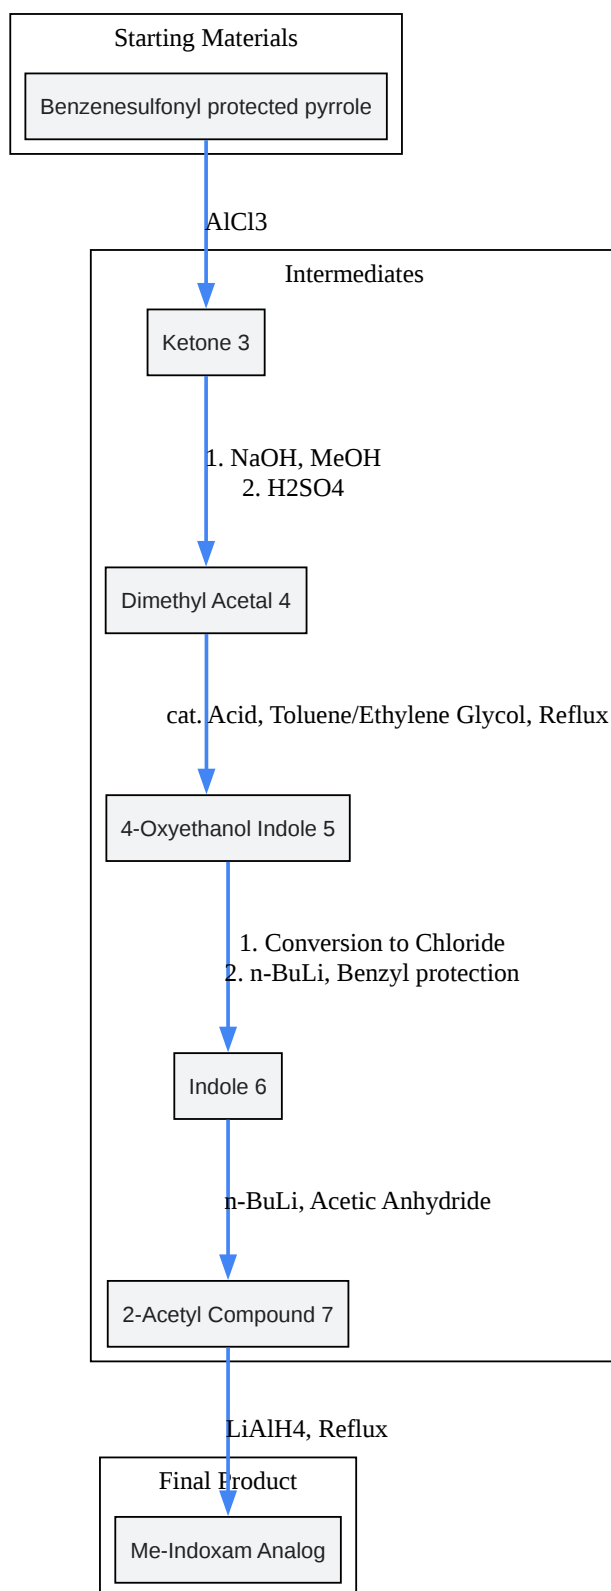 Starting Materials
Benzenesulfonyl protected pyrrole
AlCl3
Intermediates
Ketone 3
1. NaOH, MeOH
2. H2SO4
Dimethyl Acetal 4
cat. Acid, Toluene/Ethylene Glycol, Reflux
4-Oxyethanol Indole 5
1. Conversion to Chloride
2. n-BuLi, Benzyl protection
Indole 6
n-BuLi, Acetic Anhydride
2-Acetyl Compound 7
LiAlH4, Reflux
Final Product
Me-Indoxam Analog